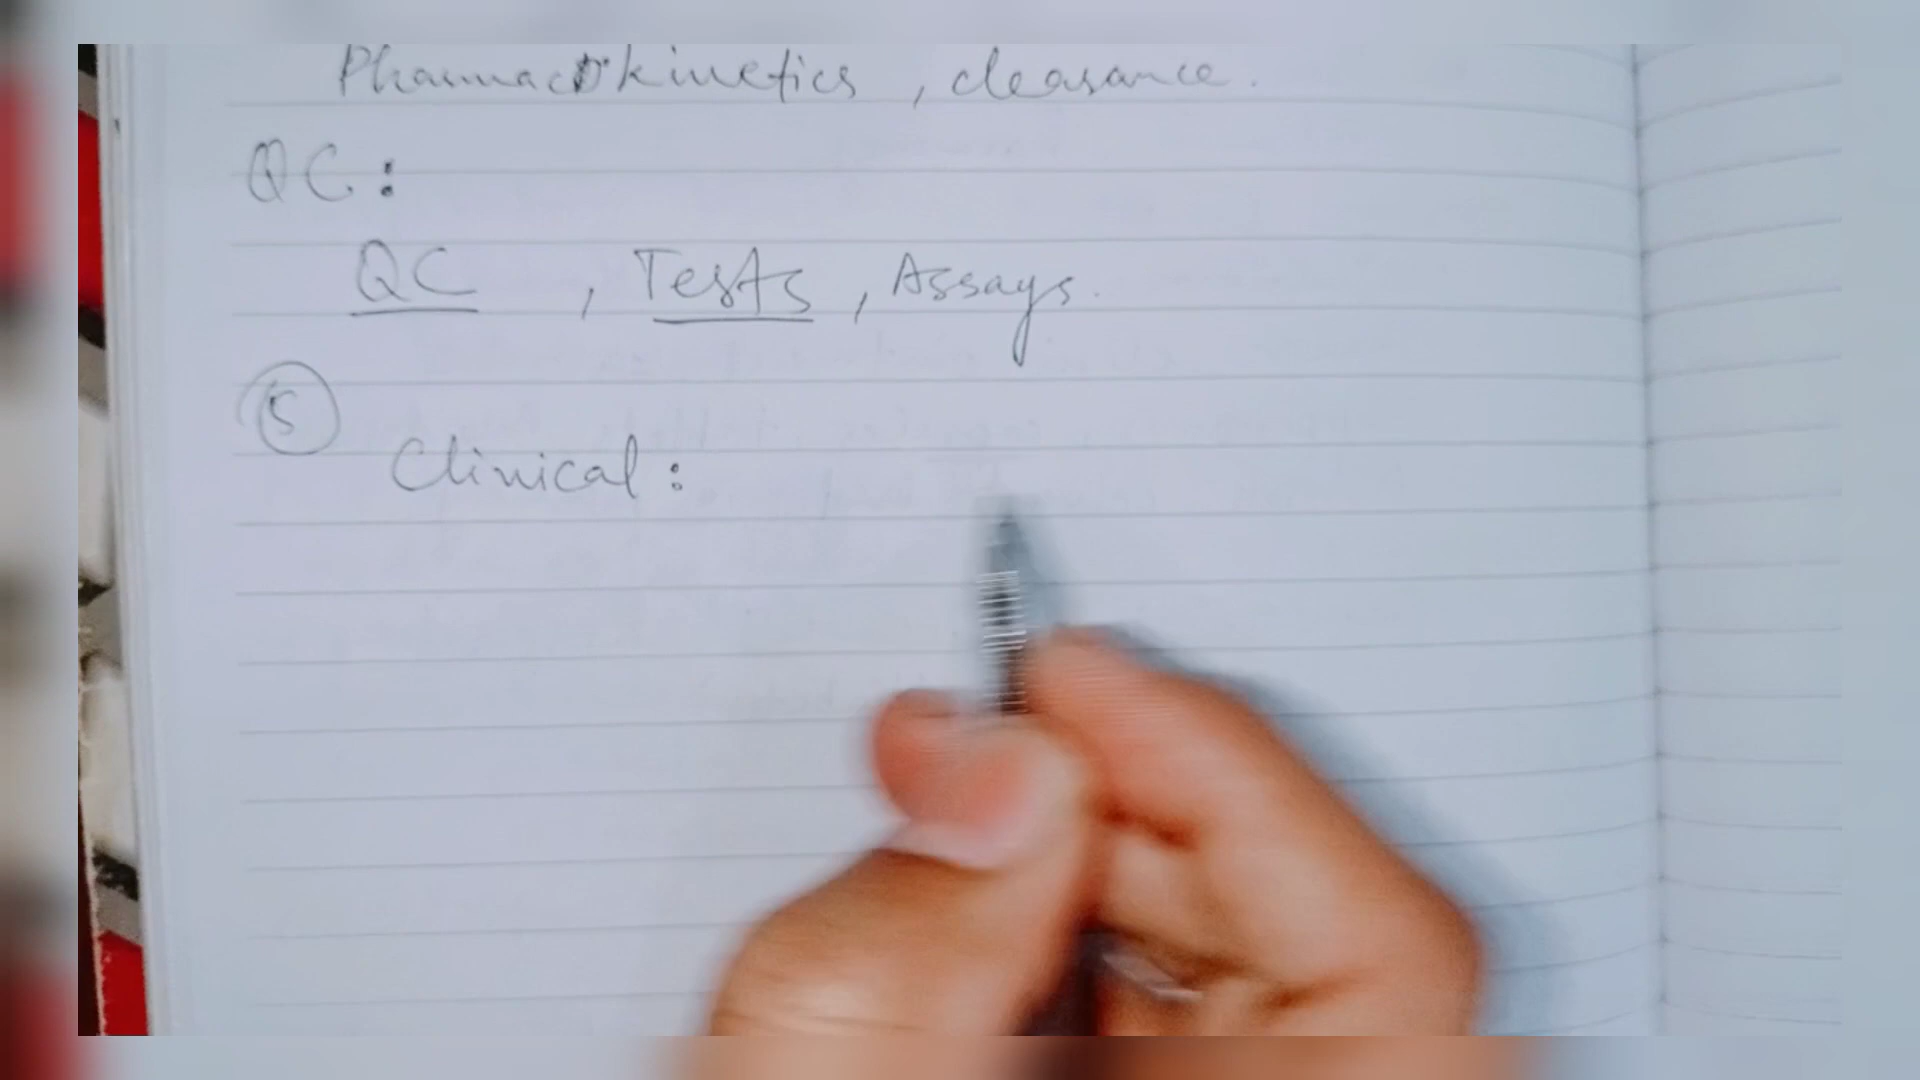 Pharmacokinetics, clearance.
QC:
QC, Tests, Assays.
5
Clinical: